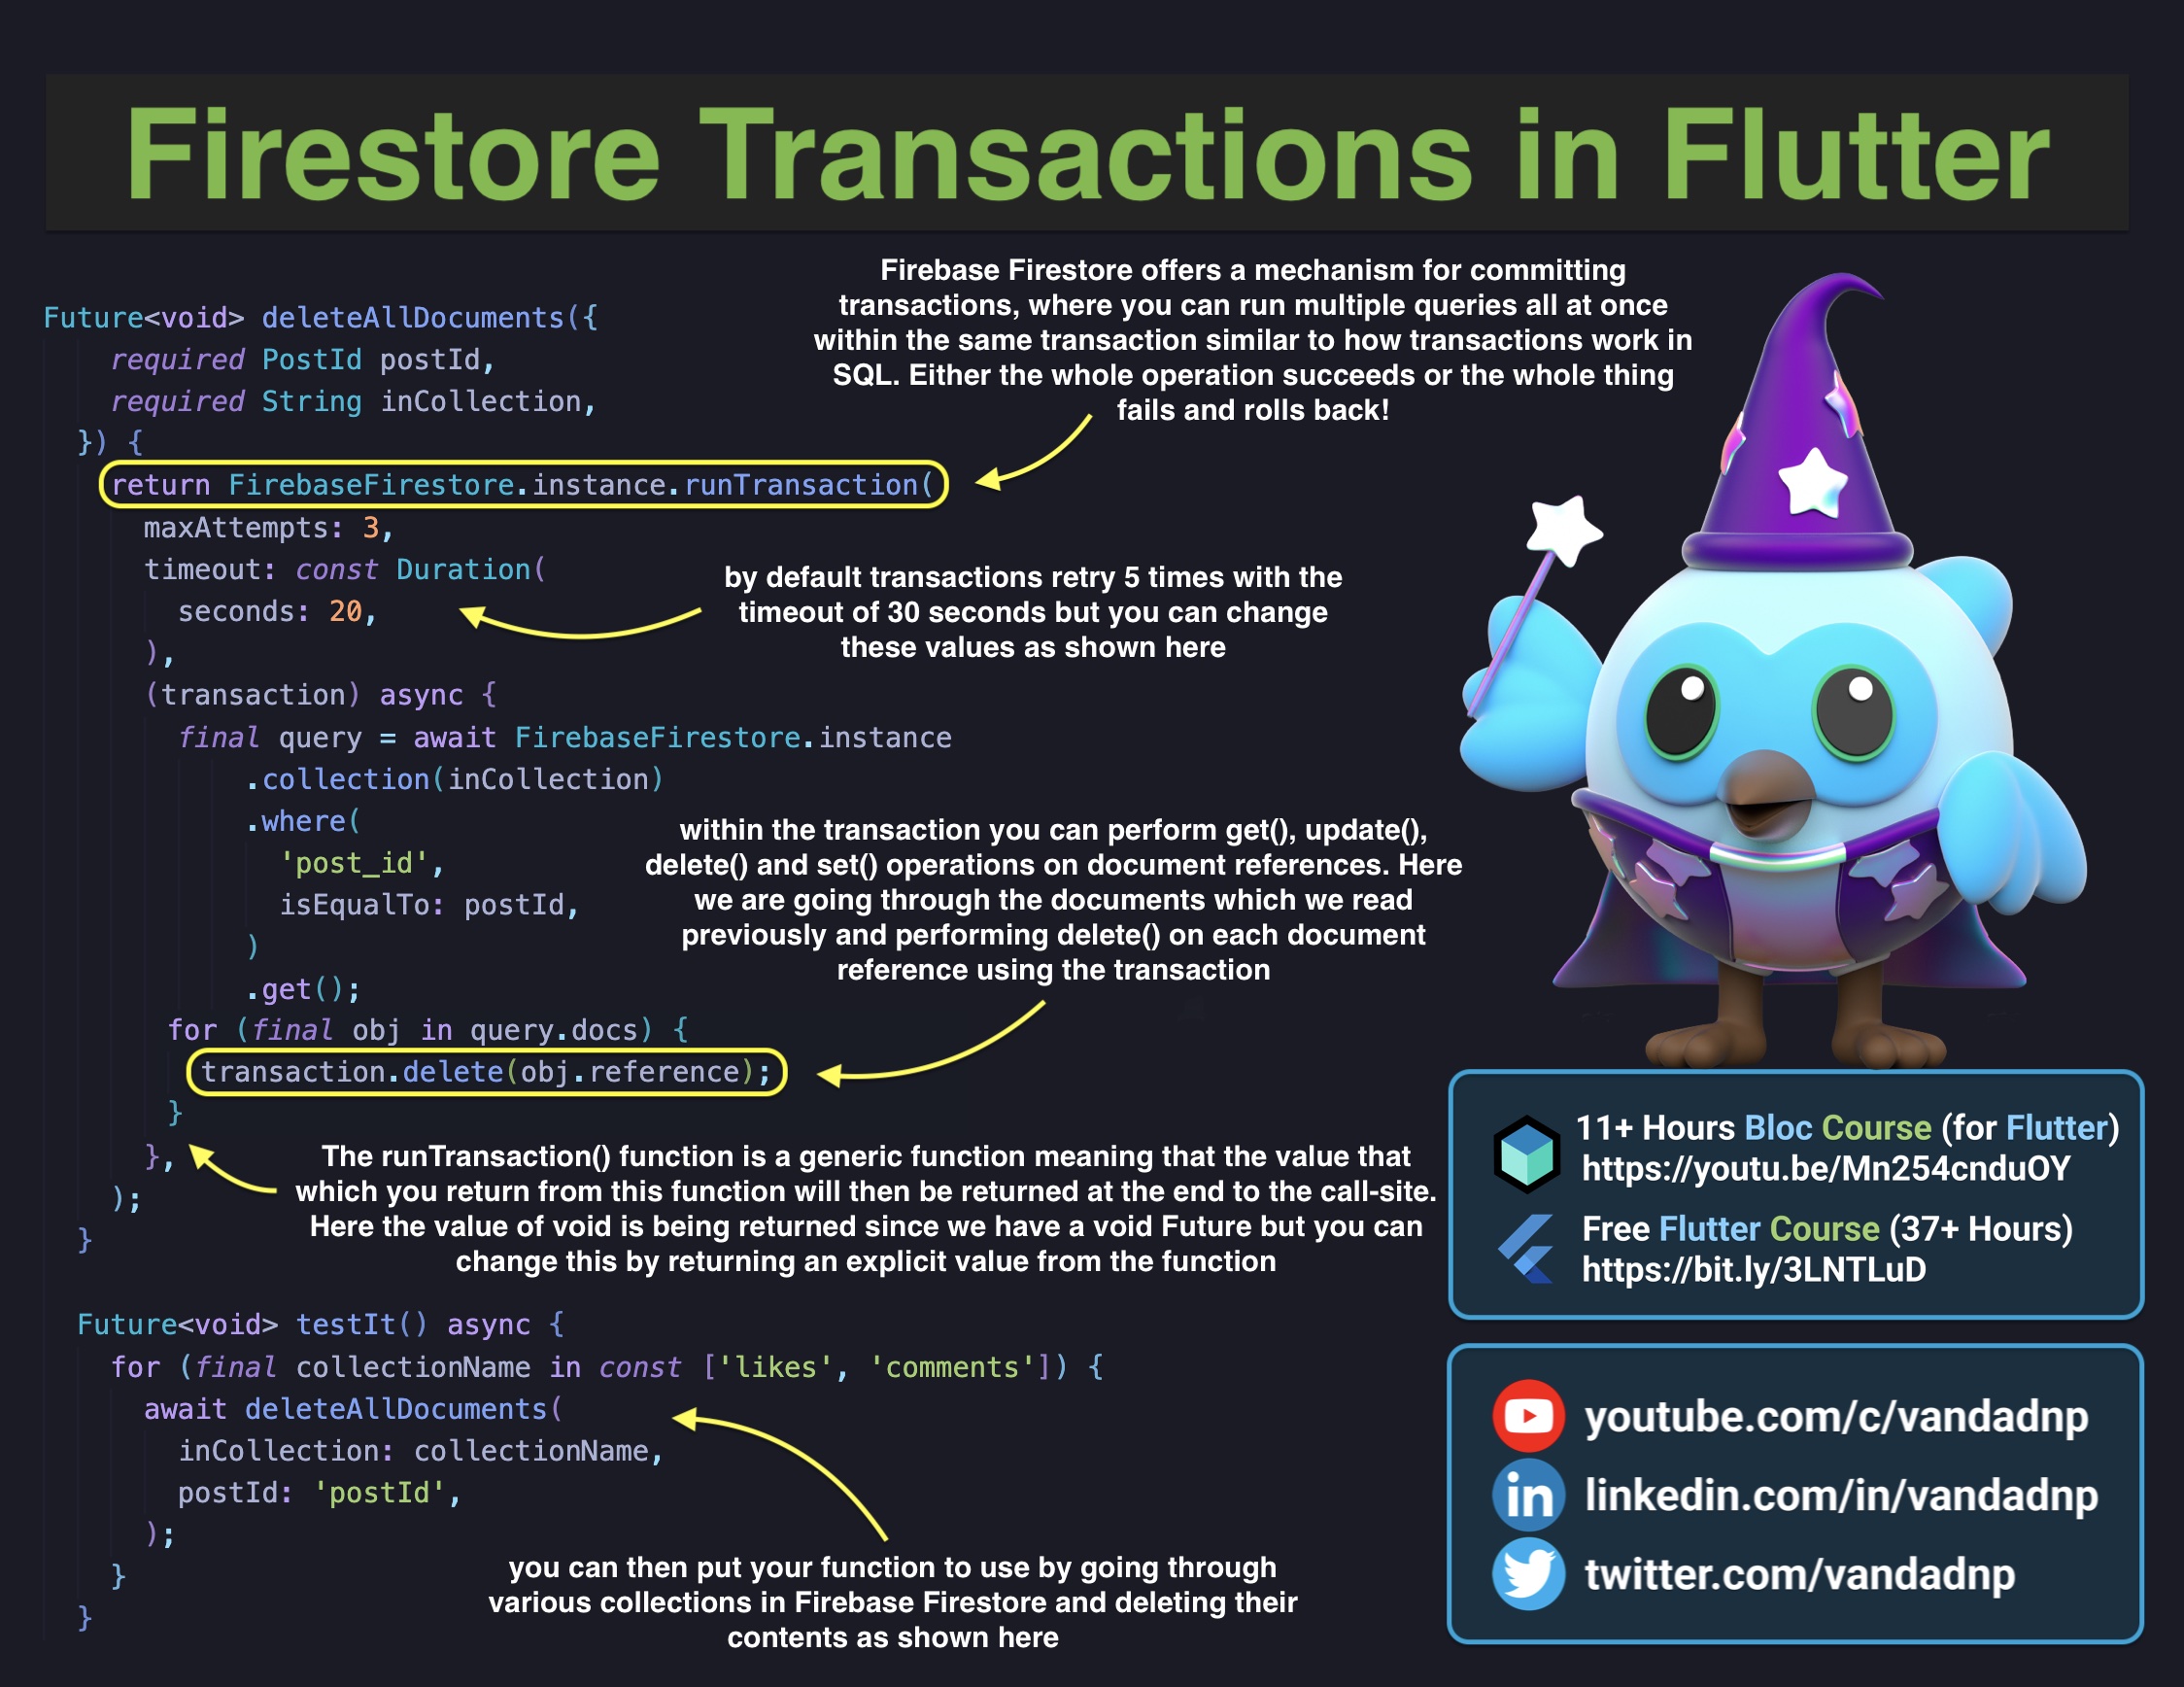 Firestore Transactions in Flutter
Firebase Firestore offers a mechanism for committing
transactions, where you can run multiple queries all at once
within the same transaction similar to how transactions work in
SQL. Either the whole operation succeeds or the whole thing
fails and rolls back!
Future<void> deleteAllDocuments({
required PostId postId,
required String inCollection,
}) {
return FirebaseFirestore.instance.runTransaction(
maxAttempts: 3,
timeout: const Duration(
seconds: 20,
),
by default transactions retry 5 times with the
timeout of 30 seconds but you can change
these values as shown here
(transaction) async {
final query = await FirebaseFirestore.instance
.collection(inCollection)
.where(
'post_id',
isEqualTo: postId,
)
.get();
within the transaction you can perform get(), update(),
delete() and set() operations on document references. Here
we are going through the documents which we read
previously and performing delete() on each document
reference using the transaction
for (final obj in query.docs) {
transaction.delete(obj.reference);
}
},
);
}
The runTransaction() function is a generic function meaning that the value that
which you return from this function will then be returned at the end to the call-site.
Here the value of void is being returned since we have a void Future but you can
change this by returning an explicit value from the function
Future<void> testIt() async {
for (final collectionName in const ['likes', 'comments']) {
await deleteAllDocuments(
inCollection: collectionName,
postId: 'postId',
);
}
}
you can then put your function to use by going through
various collections in Firebase Firestore and deleting their
contents as shown here
11+ Hours Bloc Course (for Flutter)
https://youtu.be/Mn254cnduOY
Free Flutter Course (37+ Hours)
https://bit.ly/3LNTLuD
youtube.com/c/vandadnp
linkedin.com/in/vandadnp
twitter.com/vandadnp